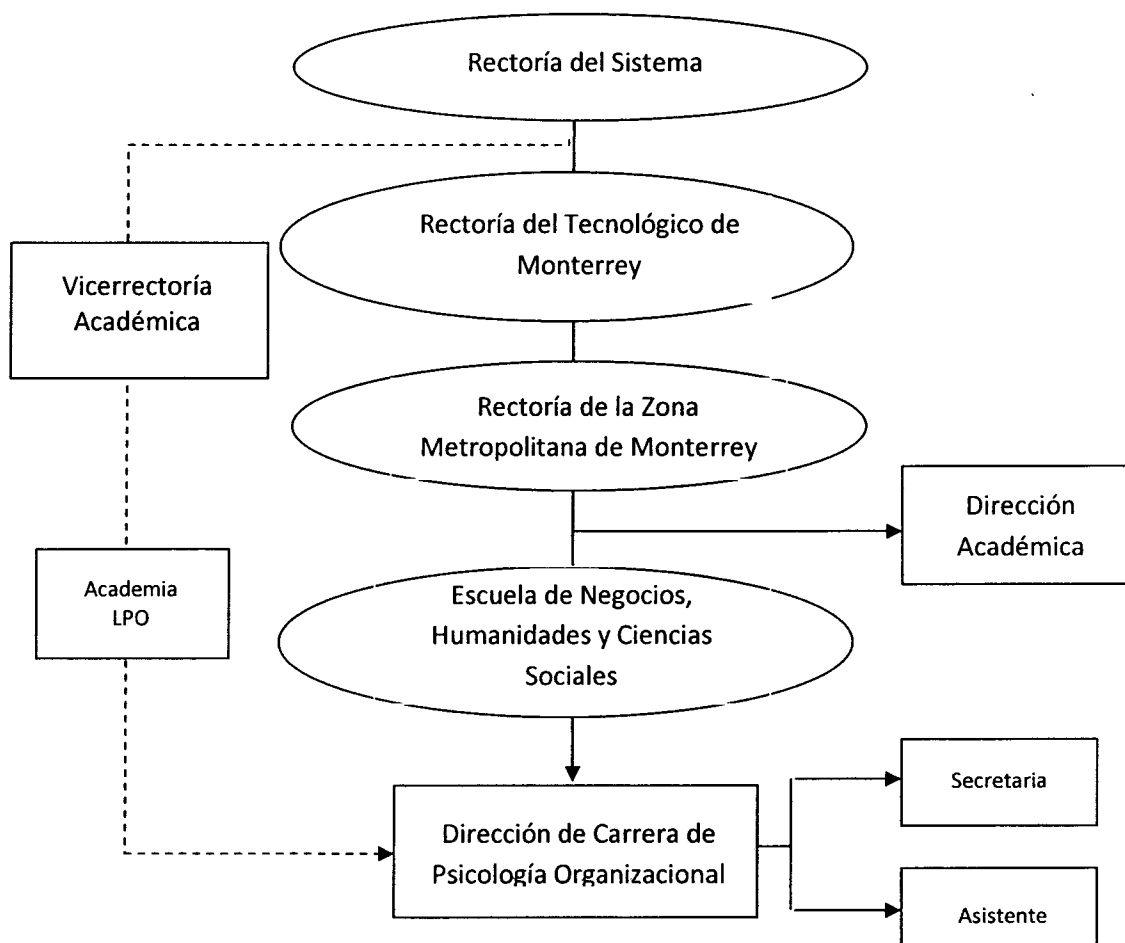 Rectoría del Sistema
Rectoría del Tecnológico de
Monterrey
Vicerrectoría
Académica
Rectoría de la Zona
Metropolitana de Monterrey
Dirección
Académica
Academia
LPO
Escuela de Negocios,
Humanidades y Ciencias
Sociales
Secretaria
Dirección de Carrera de
Psicología Organizacional
Asistente